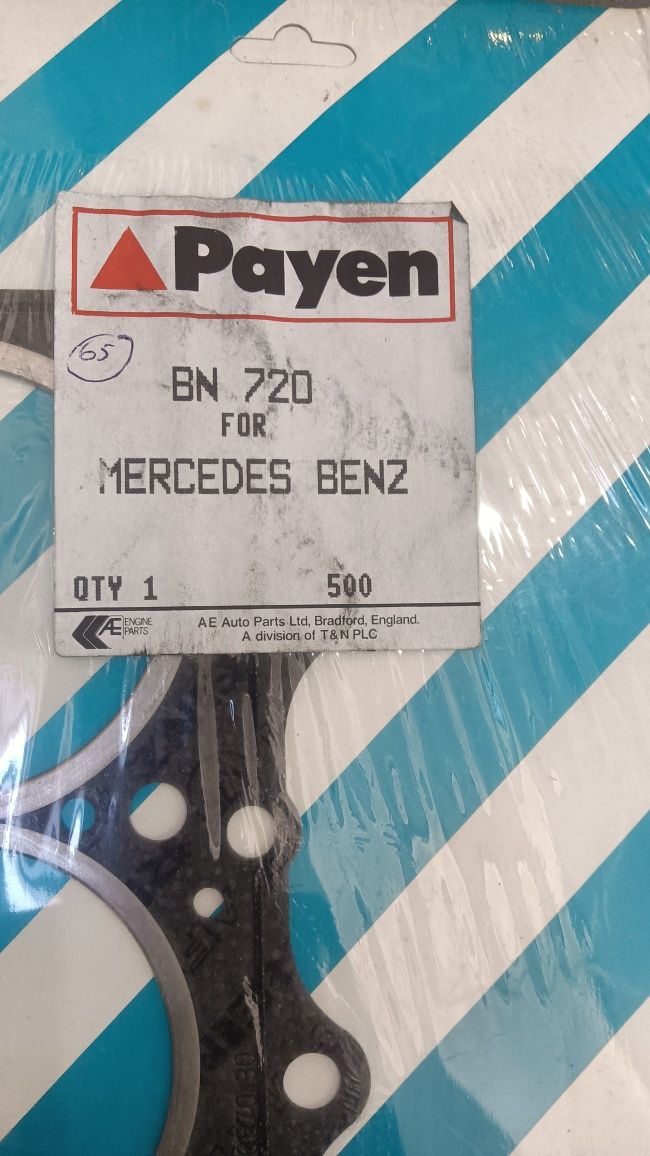 Payen
65
BN 720
FOR
MERCEDES BENZ
QTY 1 500
AE ENGINE PARTS
A E Auto Parts Ltd, Bradford, England.
A division of T&N PLC